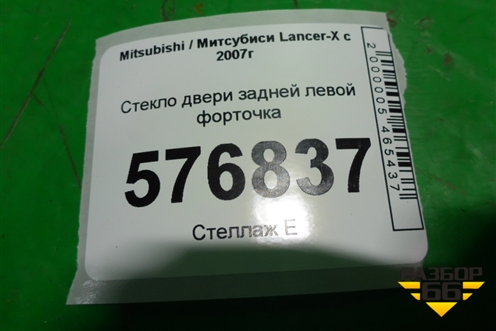 Mitsubishi / Митсубиси Lancer-X с
2007г
Стекло двери задней левой
форточка
576837
Стеллаж Е
2000005465437
РАЗБОР
66